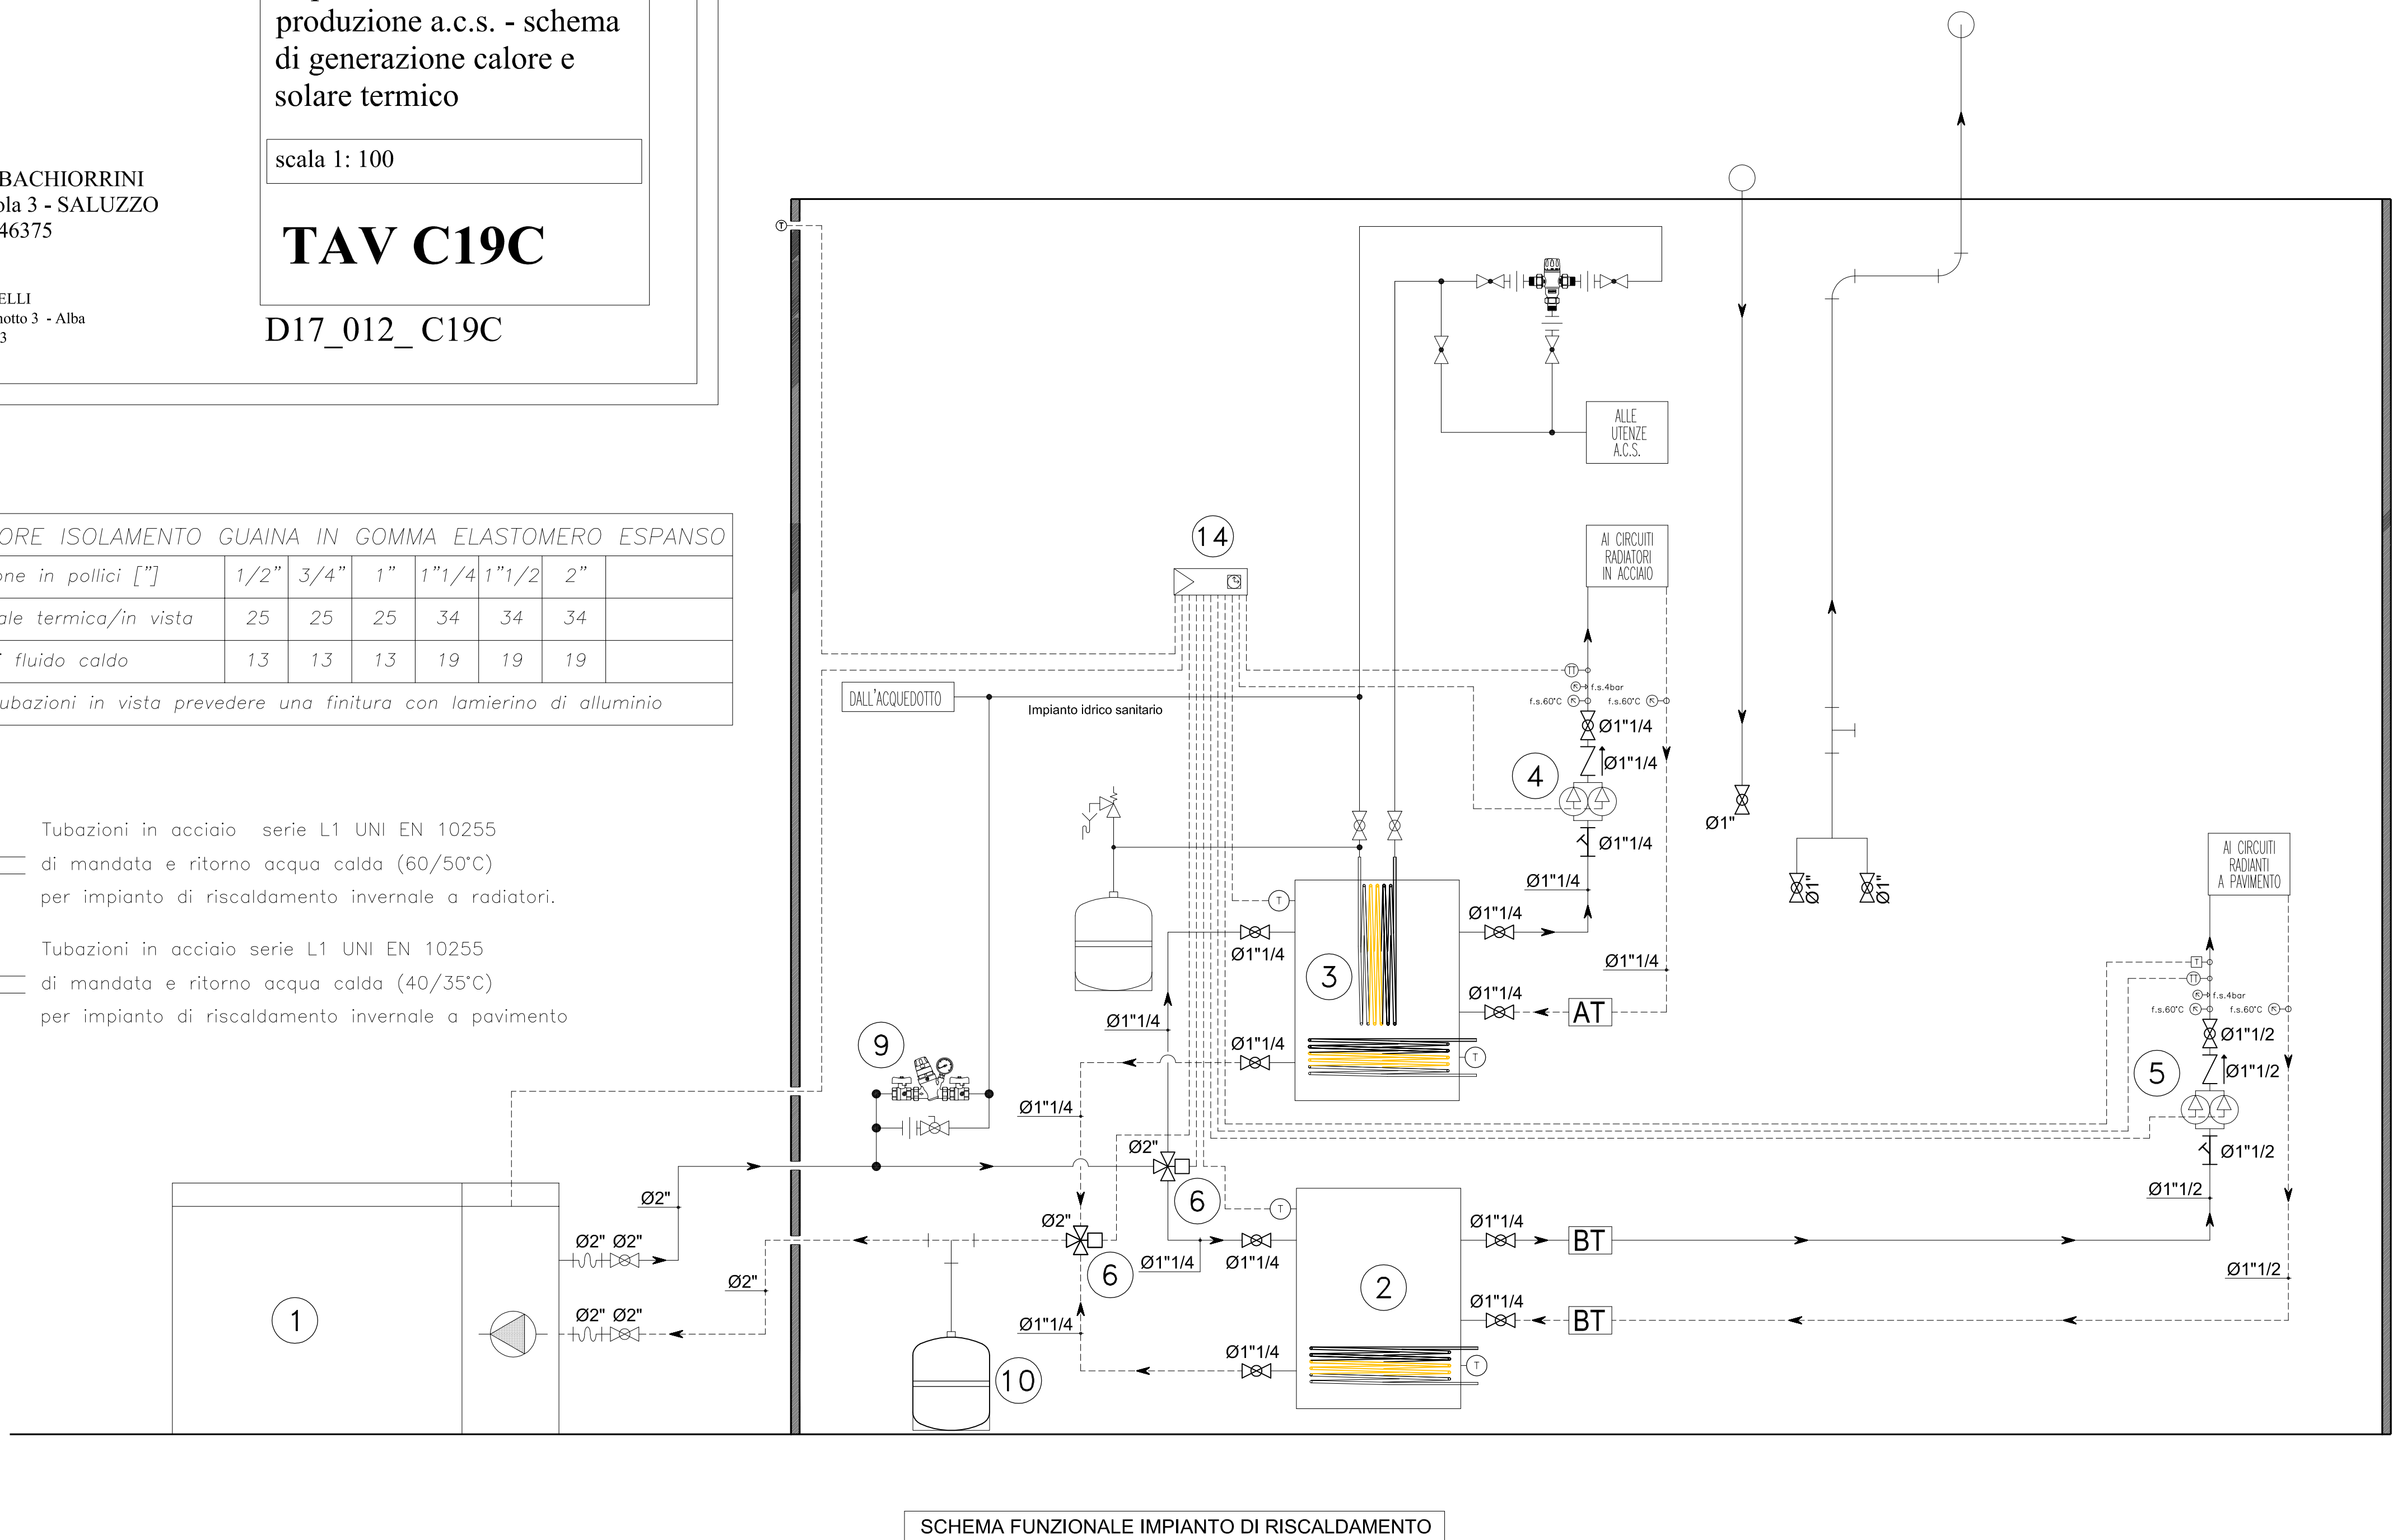 produzione a.c.s. - schema
di generazione calore e
solare termico
scala 1: 100
TAV C19C
D17_012_ C19C
BACHIORRINI
ola 3 - SALUZZO
46375
ELLI
notto 3 - Alba
3
ORE ISOLAMENTO GUAINA IN GOMMA ELASTOMERO ESPANSO
one in pollici ["] 1/2" 3/4" 1" 1"1/4 1"1/2 2"
ale termica/in vista 25 25 25 34 34 34
fluido caldo 13 13 13 19 19 19
ubazioni in vista prevedere una finitura con lamierino di alluminio
Tubazioni in acciaio serie L1 UNI EN 10255
di mandata e ritorno acqua calda (60/50°C)
per impianto di riscaldamento invernale a radiatori.
Tubazioni in acciaio serie L1 UNI EN 10255
di mandata e ritorno acqua calda (40/35°C)
per impianto di riscaldamento invernale a pavimento
T
ALLE
UTENZE
A.C.S.
14
AI CIRCUITI
RADIATORI
IN ACCIAIO
DALL'ACQUEDOTTO
Impianto idrico sanitario
TT
f.s.4bar
f.s.60°C
f.s.60°C
Ø1"1/4
Ø1"1/4
4
Ø1"1/4
Ø1"
Ø1"
Ø1"
AI CIRCUITI
RADIANTI
A PAVIMENTO
Ø1"1/4
T
Ø1"1/4
Ø1"1/4
3
Ø1"1/4
Ø1"1/4
AT
Ø1"1/4
Ø1"1/4
T
9
Ø1"1/4
T
TT
f.s.4bar
f.s.60°C
f.s.60°C
Ø1"1/2
5
Ø1"1/2
Ø1"1/2
Ø1"1/2
Ø1"1/2
Ø2"
6
Ø2"
6
Ø1"1/4
Ø1"1/4
T
Ø1"1/4
BT
2
Ø1"1/4
BT
Ø1"1/4
Ø1"1/4
T
Ø2"
Ø2" Ø2"
Ø2"
Ø2" Ø2"
1
10
SCHEMA FUNZIONALE IMPIANTO DI RISCALDAMENTO